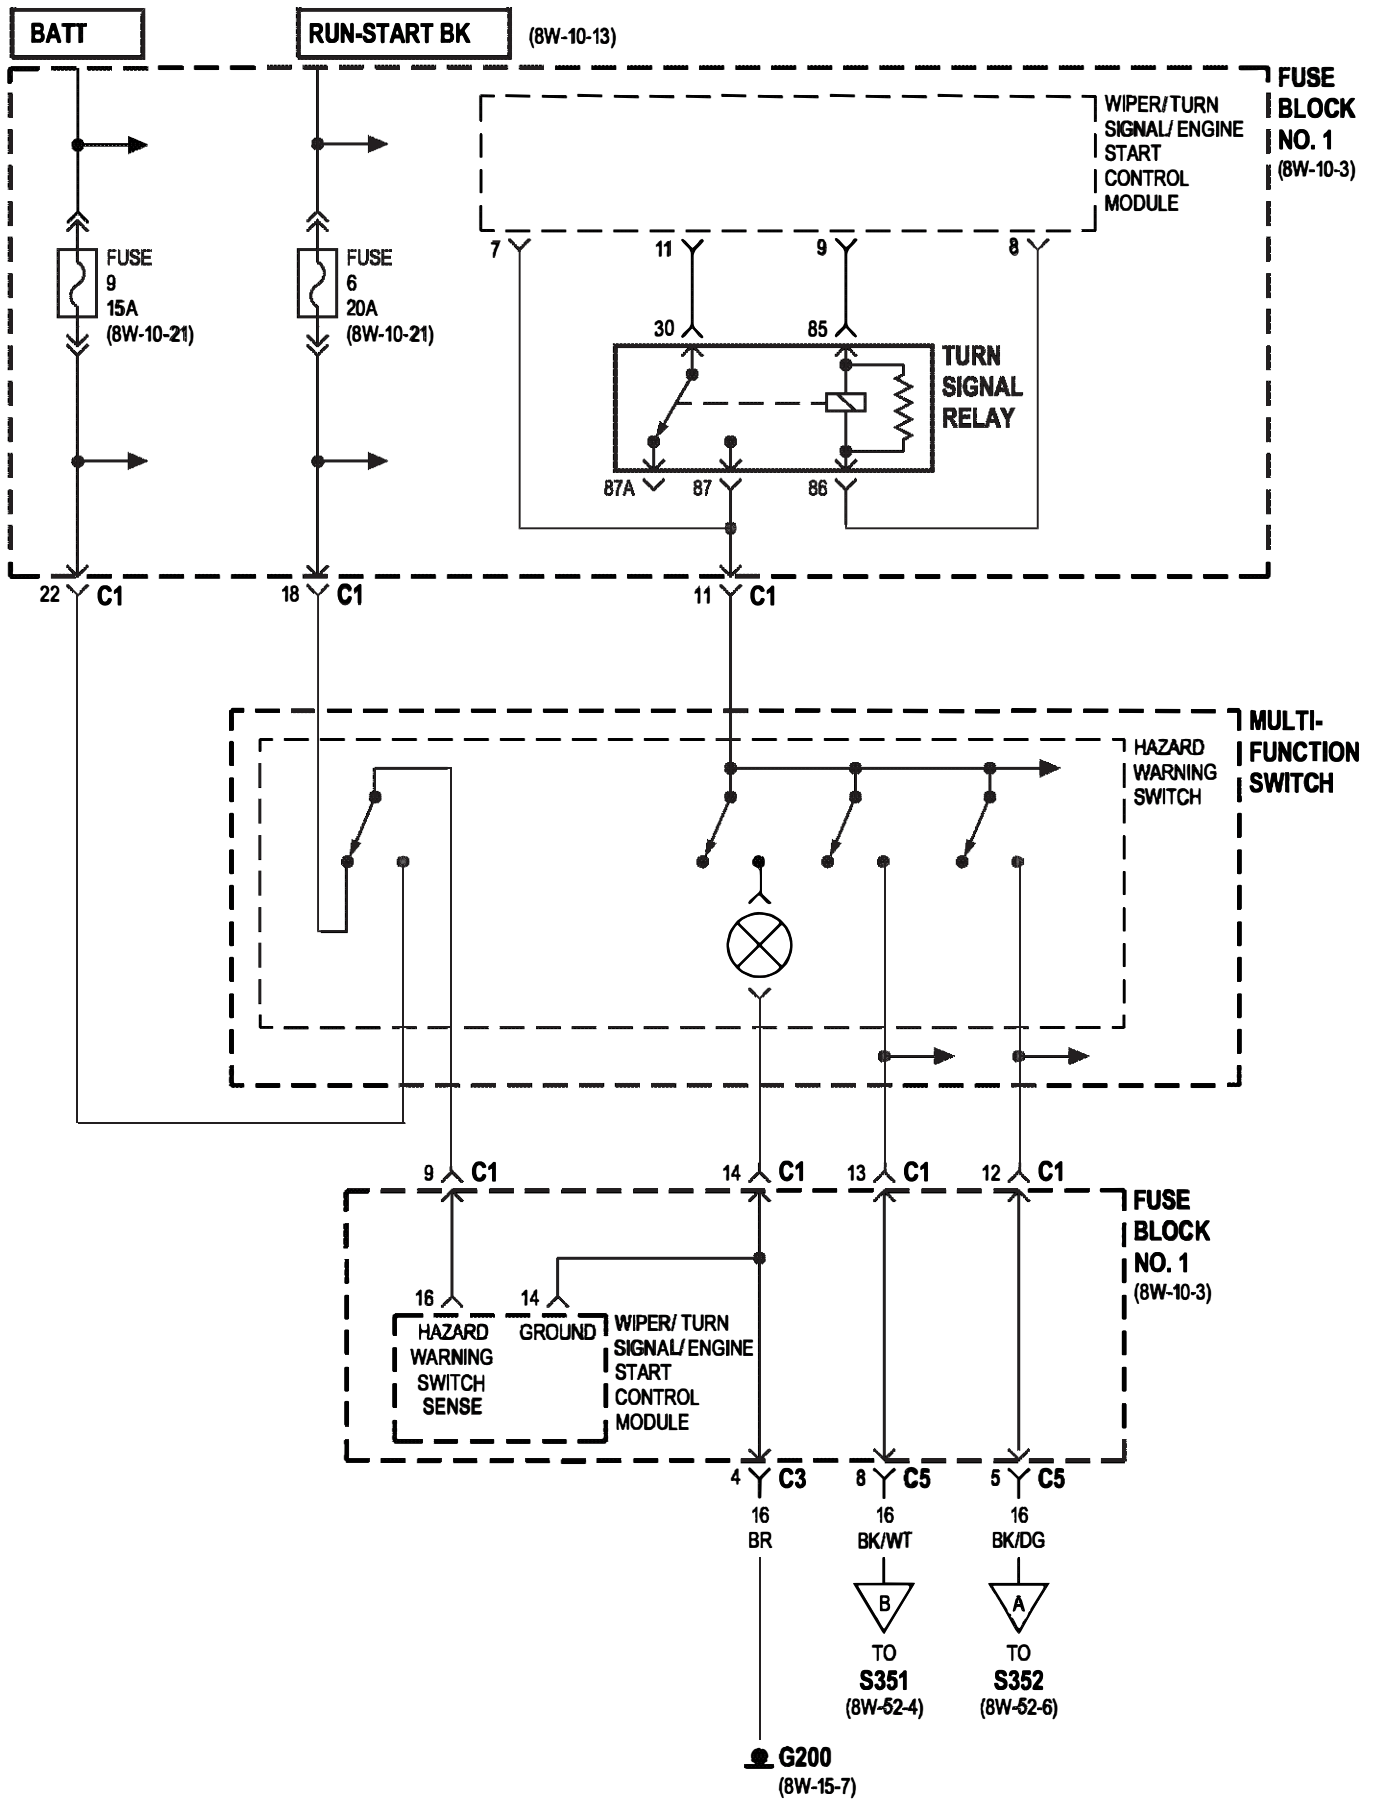 BATT
RUN-START BK
(8W-10-13)
FUSE
BLOCK
NO. 1
(8W-10-3)
WIPER/TURN
SIGNAL/ENGINE
START
CONTROL
MODULE
7
11
9
8
FUSE
9
15A
(8W-10-21)
FUSE
6
20A
(8W-10-21)
30
85
TURN
SIGNAL
RELAY
87A
87
86
22
C1
18
C1
11
C1
MULTI-
FUNCTION
SWITCH
HAZARD
WARNING
SWITCH
9
C1
14
C1
13
C1
12
C1
FUSE
BLOCK
NO. 1
(8W-10-3)
16
14
HAZARD
WARNING
SWITCH
SENSE
GROUND
WIPER/ TURN
SIGNAL/ENGINE
START
CONTROL
MODULE
4
C3
8
C5
5
C5
16
BR
16
BK/WT
16
BK/DG
B
A
TO
S351
(8W-52-4)
TO
S352
(8W-52-6)
G200
(8W-15-7)